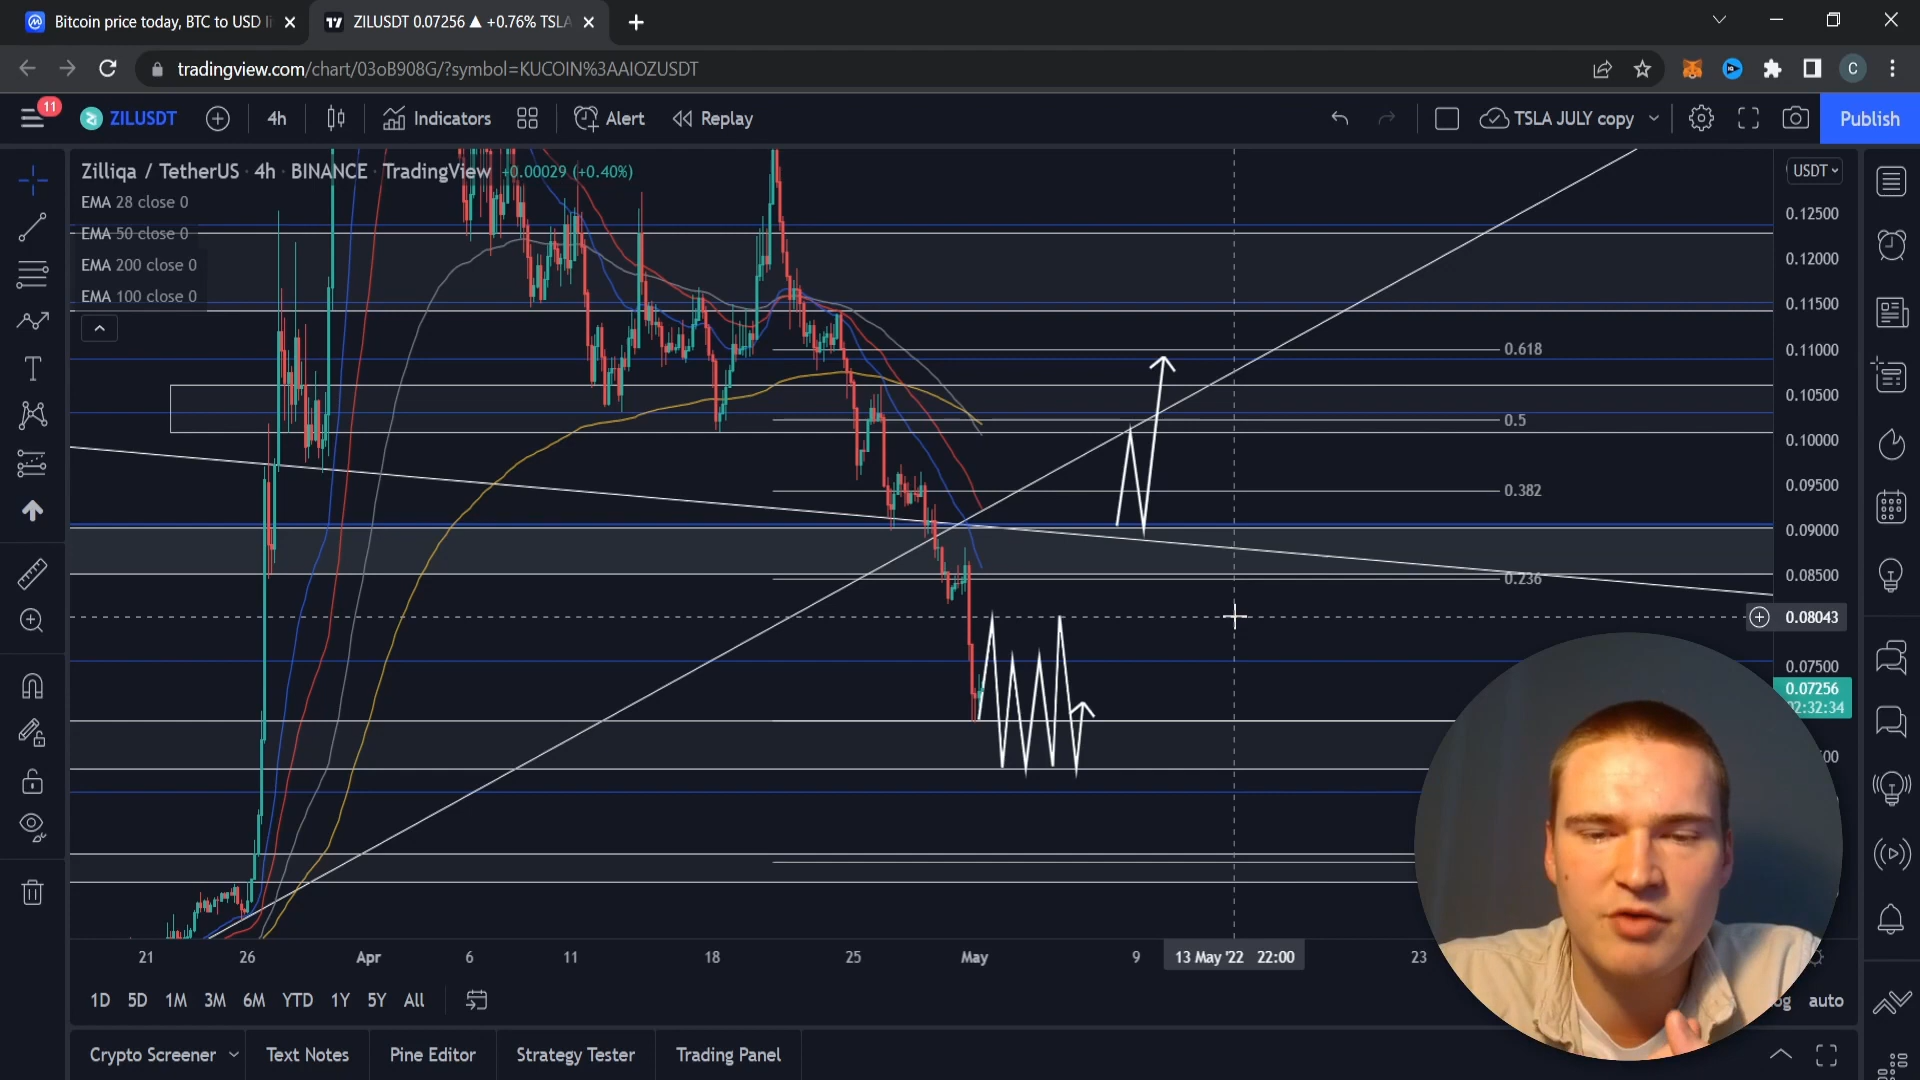 Bitcoin price today, BTC to USD li
ZILUSDT 0.07256 ▲ +0.76% TSLA
tradingview.com/chart/03oB908G/?symbol=KUCOIN%3AAIOZUSDT
C
11
ZILUSDT
4h
Indicators
Alert
Replay
TSLA JULY copy
Publish
Zilliqa / TetherUS · 4h · BINANCE · TradingView +0.00029 (+0.40%)
USDT
EMA 28 close 0
EMA 50 close 0
EMA 200 close 0
EMA 100 close 0
0.12500
0.12000
0.11500
0.11000
0.10500
0.10000
0.09500
0.09000
0.08500
0.08043
0.07500
0.07256
02:32:34
0.618
0.5
0.382
0.236
21
26
Apr
6
11
18
25
May
9
13 May '22 22:00
23
1D
5D
1M
3M
6M
YTD
1Y
5Y
All
auto
Crypto Screener
Text Notes
Pine Editor
Strategy Tester
Trading Panel